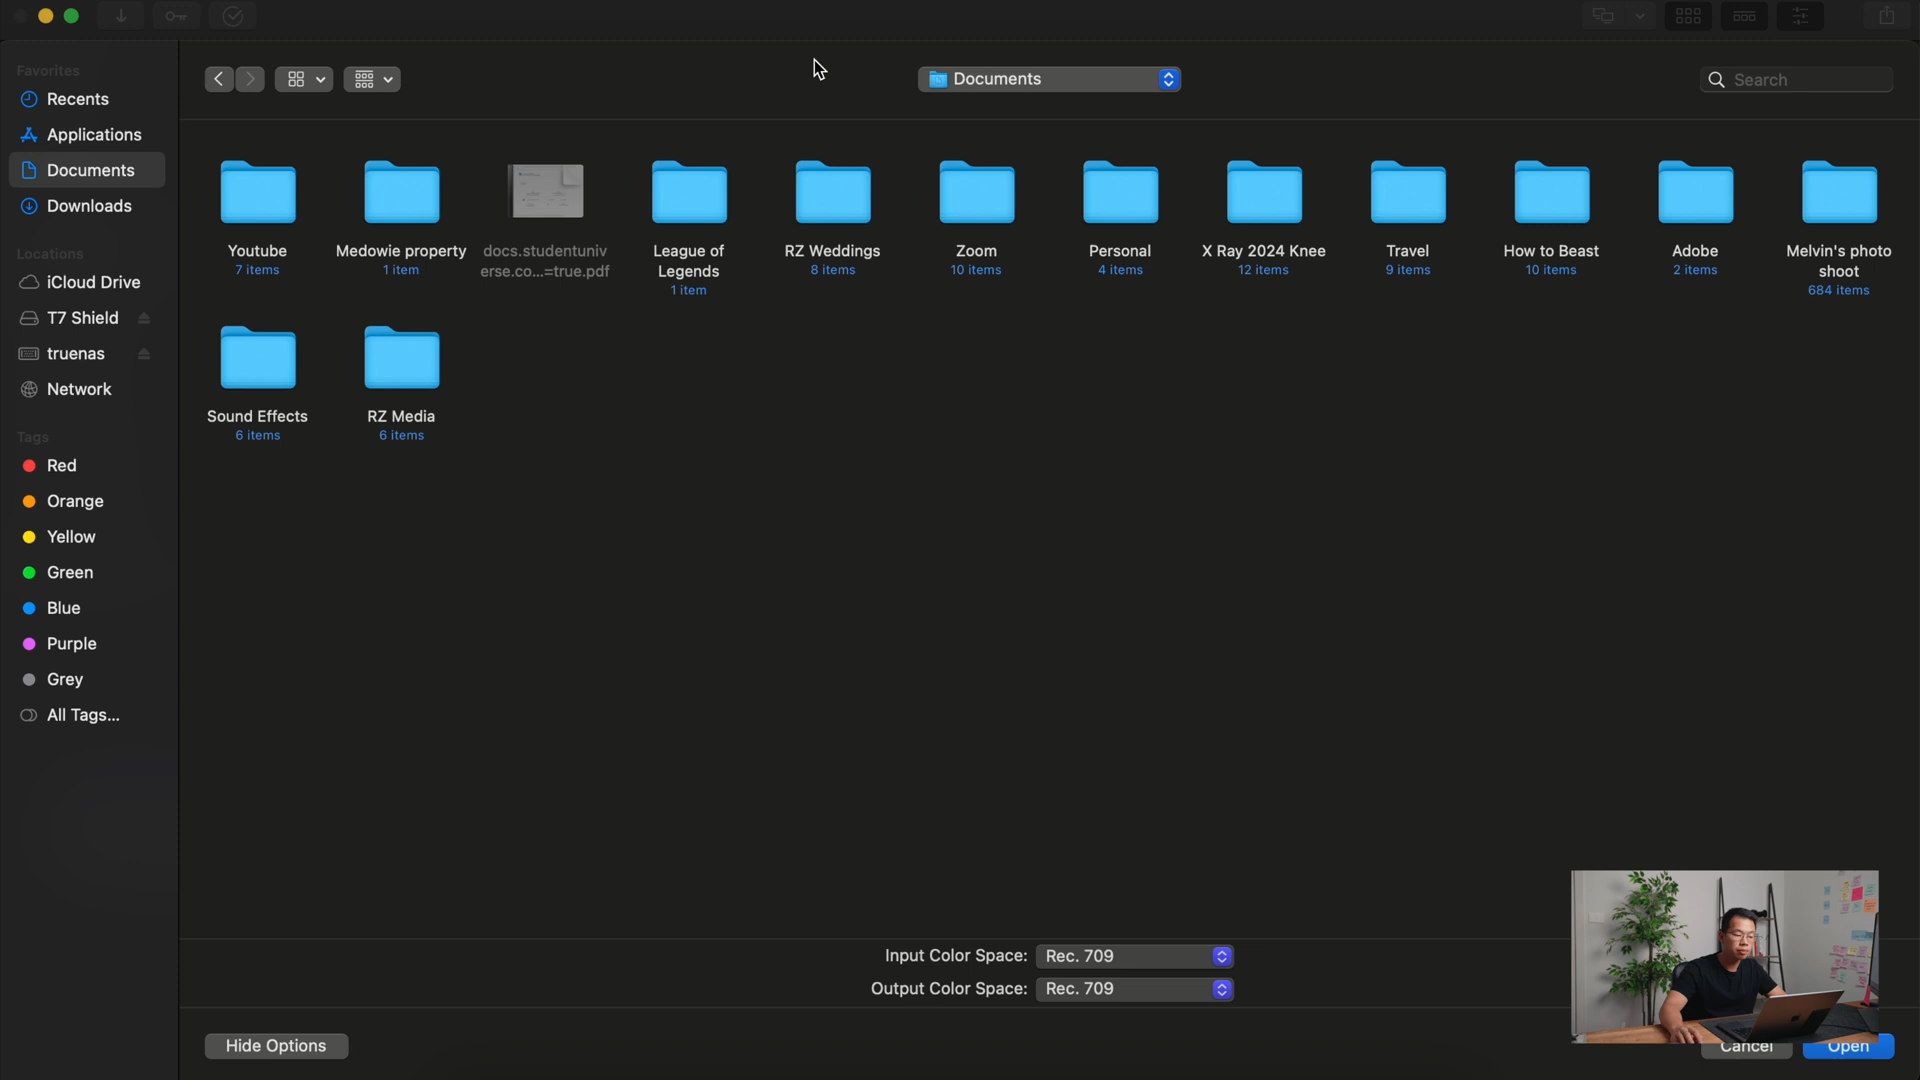 Documents
Search
Favorites
Recents
Applications
Documents
Downloads
Locations
iCloud Drive
T7 Shield
truenas
Network
Tags
Red
Orange
Yellow
Green
Blue
Purple
Grey
All Tags...
Youtube
7 items
Medowie property
1 item
docs.studentuniv
erse.co...=true.pdf
League of
Legends
1 item
RZ Weddings
8 items
Zoom
10 items
Personal
4 items
X Ray 2024 Knee
12 items
Travel
9 items
How to Beast
10 items
Adobe
2 items
Melvin's photo
shoot
684 items
Sound Effects
6 items
RZ Media
6 items
Input Color Space: Rec. 709
Output Color Space: Rec. 709
Hide Options
Cancel
Open